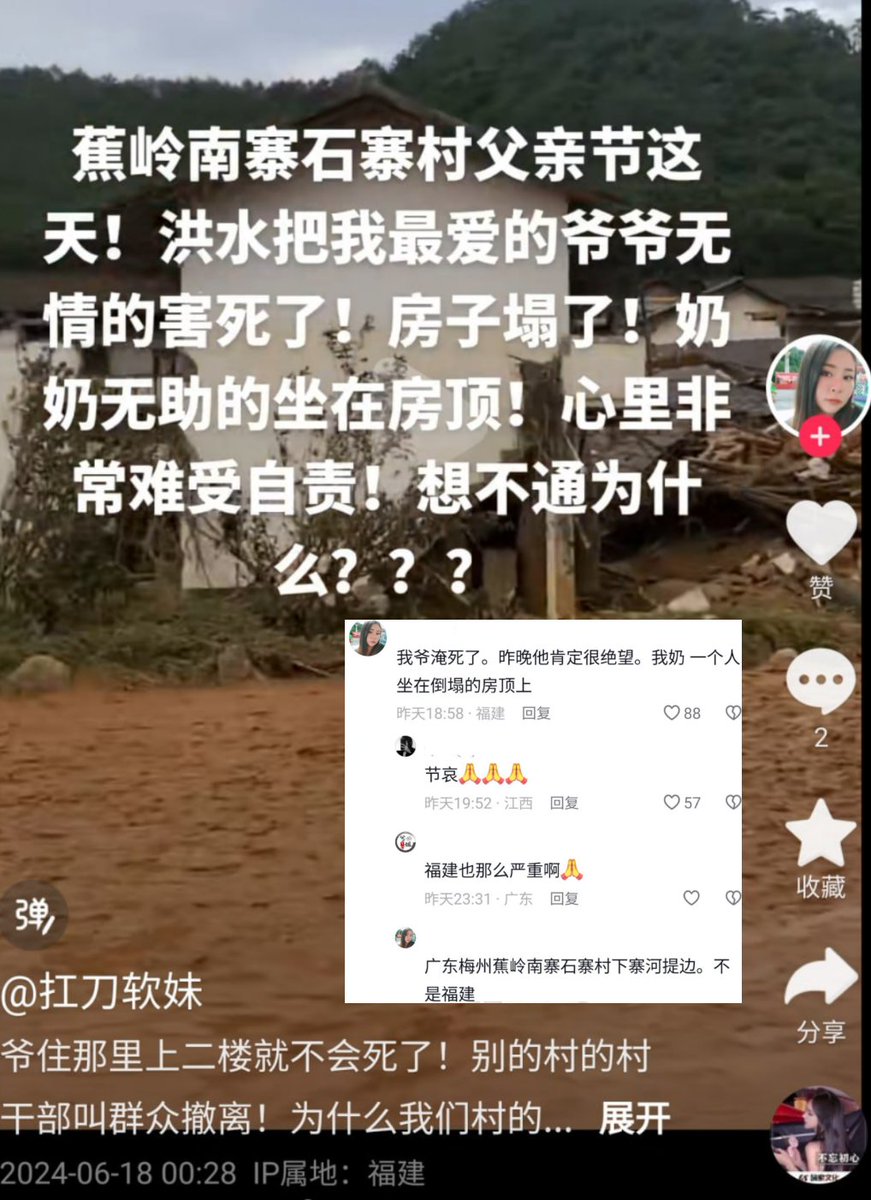 蕉岭南寨石寨村父亲节这
天！洪水把我最爱的爷爷无
情的害死了！房子塌了！奶
奶无助的坐在房顶！心里非
常难受自责！想不通为什
么？？？
赞
2
收藏
分享
我爷淹死了。昨晚他肯定很绝望。我奶 一个人
坐在倒塌的房顶上
昨天18:58 · 福建 回复 88
节哀🙏🙏🙏
昨天19:52 · 江西 回复 57
福建也那么严重啊🙏
昨天23:31 · 广东 回复
广东梅州蕉岭南寨石寨村下寨河提边。不
是福建
弹
@扛刀软妹
爷住那里上二楼就不会死了！别的村的村
干部叫群众撤离！为什么我们村的... 展开
2024-06-18 00:28 IP属地：福建
不忘初心